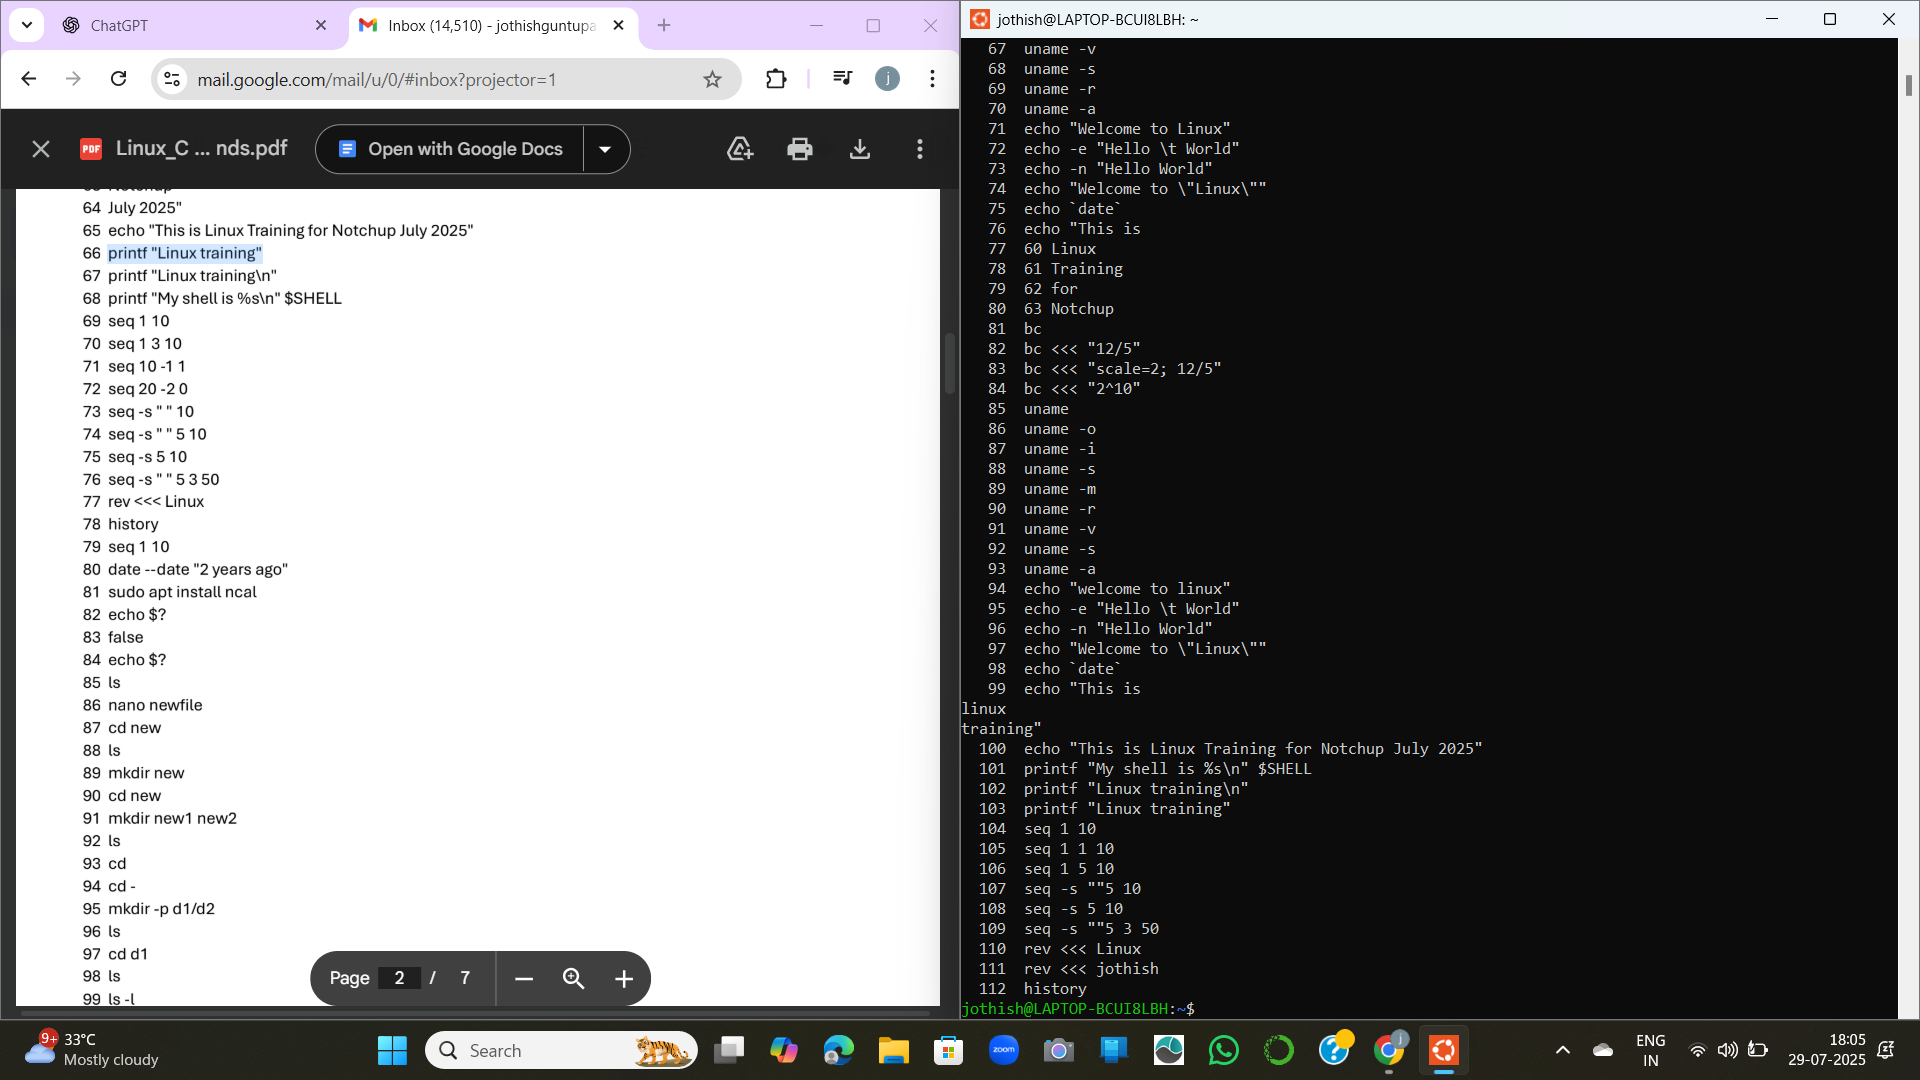 ChatGPT
Inbox (14,510) - jothishguntupa
mail.google.com/mail/u/0/#inbox?projector=1
j
PDF
Linux_C ... nds.pdf
Open with Google Docs
64 July 2025"
65 echo "This is Linux Training for Notchup July 2025"
66 printf "Linux training"
67 printf "Linux training\n"
68 printf "My shell is %s\n" $SHELL
69 seq 1 10
70 seq 1 3 10
71 seq 10 -1 1
72 seq 20 -2 0
73 seq -s " " 10
74 seq -s " " 5 10
75 seq -s 5 10
76 seq -s " " 5 3 50
77 rev <<< Linux
78 history
79 seq 1 10
80 date --date "2 years ago"
81 sudo apt install ncal
82 echo $?
83 false
84 echo $?
85 ls
86 nano newfile
87 cd new
88 ls
89 mkdir new
90 cd new
91 mkdir new1 new2
92 ls
93 cd
94 cd -
95 mkdir -p d1/d2
96 ls
97 cd d1
98 ls
99 ls -l
Page 2 / 7
jothish@LAPTOP-BCUI8LBH: ~
67 uname -v
68 uname -s
69 uname -r
70 uname -a
71 echo "Welcome to Linux"
72 echo -e "Hello \t World"
73 echo -n "Hello World"
74 echo "Welcome to \"Linux\""
75 echo `date`
76 echo "This is
77 60 Linux
78 61 Training
79 62 for
80 63 Notchup
81 bc
82 bc <<< "12/5"
83 bc <<< "scale=2; 12/5"
84 bc <<< "2^10"
85 uname
86 uname -o
87 uname -i
88 uname -s
89 uname -m
90 uname -r
91 uname -v
92 uname -s
93 uname -a
94 echo "welcome to linux"
95 echo -e "Hello \t World"
96 echo -n "Hello World"
97 echo "Welcome to \"Linux\""
98 echo `date`
99 echo "This is
linux
training"
100 echo "This is Linux Training for Notchup July 2025"
101 printf "My shell is %s\n" $SHELL
102 printf "Linux training\n"
103 printf "Linux training"
104 seq 1 10
105 seq 1 1 10
106 seq 1 5 10
107 seq -s ""5 10
108 seq -s 5 10
109 seq -s ""5 3 50
110 rev <<< Linux
111 rev <<< jothish
112 history
jothish@LAPTOP-BCUI8LBH:~$
9+
33°C
Mostly cloudy
Search
zoom
j
ENG
IN
18:05
29-07-2025